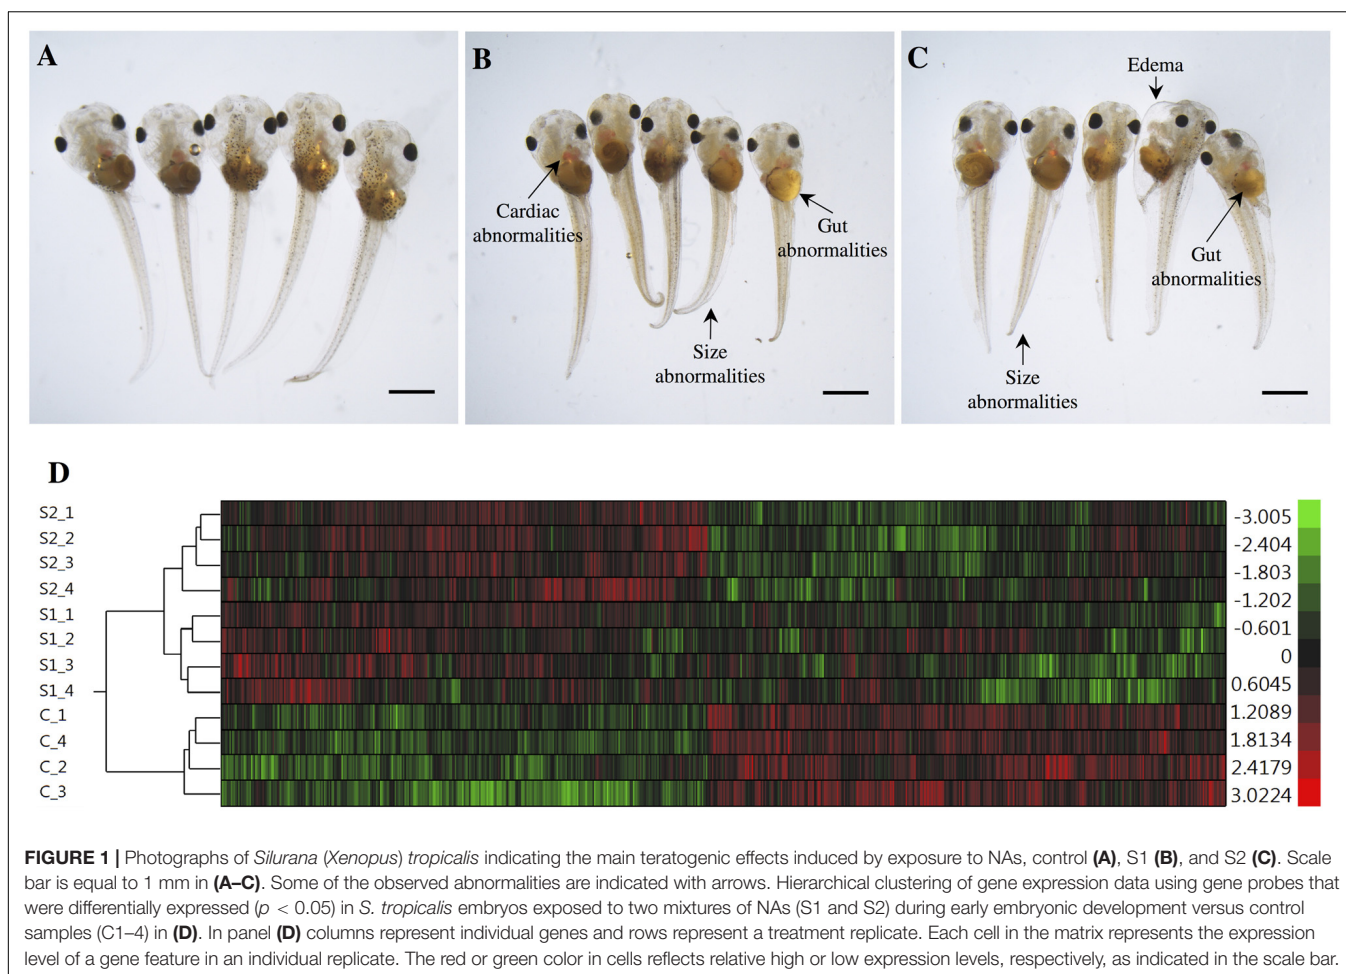 A
B
C
Edema
Cardiac
abnormalities
Gut
abnormalities
Size
abnormalities
Gut
abnormalities
Size
abnormalities
D
S2_1
S2_2
S2_3
S2_4
S1_1
S1_2
S1_3
S1_4
C_1
C_4
C_2
C_3
-3.005
-2.404
-1.803
-1.202
-0.601
0
0.6045
1.2089
1.8134
2.4179
3.0224
FIGURE 1 | Photographs of Silurana (Xenopus) tropicalis indicating the main teratogenic effects induced by exposure to NAs, control (A), S1 (B), and S2 (C). Scale
bar is equal to 1 mm in (A–C). Some of the observed abnormalities are indicated with arrows. Hierarchical clustering of gene expression data using gene probes that
were differentially expressed (p < 0.05) in S. tropicalis embryos exposed to two mixtures of NAs (S1 and S2) during early embryonic development versus control
samples (C1–4) in (D). In panel (D) columns represent individual genes and rows represent a treatment replicate. Each cell in the matrix represents the expression
level of a gene feature in an individual replicate. The red or green color in cells reflects relative high or low expression levels, respectively, as indicated in the scale bar.